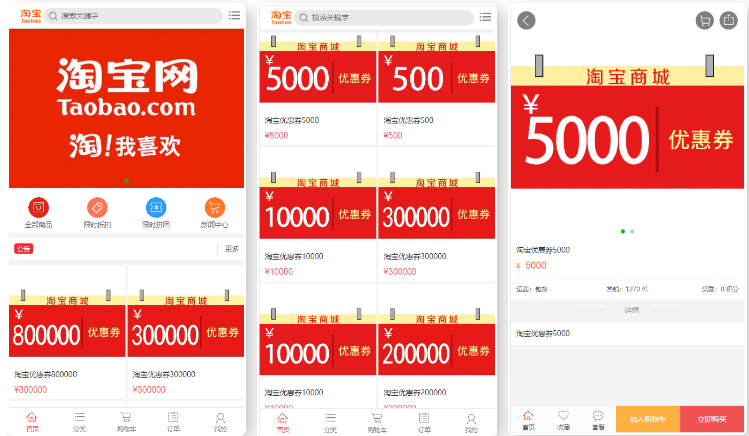 淘宝
Taobao
搜索关键字
淘宝网
Taobao.com
淘!我喜欢
全部商品
限时折扣
限时拼团
新闻中心
公告
更多
淘宝商城
¥
800000
优惠券
淘宝优惠券800000
¥800000
淘宝商城
¥
300000
优惠券
淘宝优惠券300000
¥300000
首页
分类
购物车
订单
我的
淘宝
Taobao
搜索关键字
淘宝商城
¥
5000
优惠券
淘宝优惠券5000
¥5000
淘宝商城
¥
500
优惠券
淘宝优惠券500
¥500
淘宝商城
¥
10000
优惠券
淘宝优惠券10000
¥10000
淘宝商城
¥
300000
优惠券
淘宝优惠券300000
¥300000
淘宝商城
¥
10000
优惠券
淘宝优惠券10000
¥10000
淘宝商城
¥
200000
优惠券
淘宝优惠券200000
首页
分类
购物车
订单
我的
淘宝商城
¥
5000
优惠券
淘宝优惠券5000
¥ 5000
运费: 包邮
热销: 1270 件
奖励: 0 积分
详情
淘宝优惠券5000
首页
收藏
客服
加入购物车
立即购买